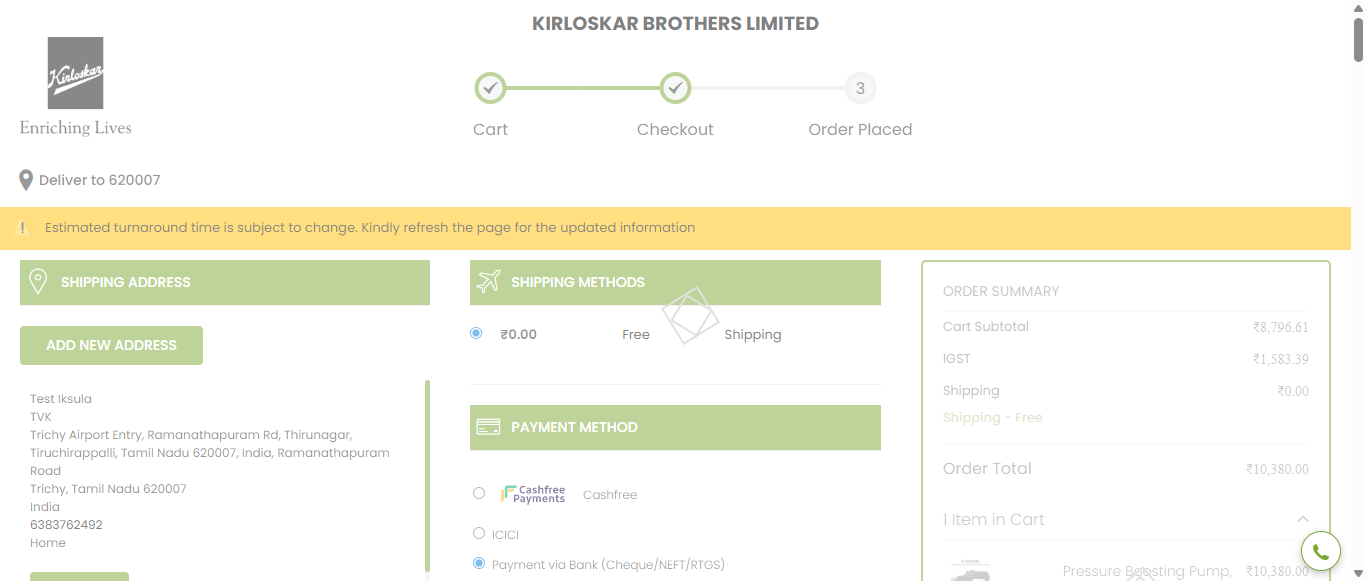 KIRLOSKAR BROTHERS LIMITED
Kirloskar
Enriching Lives
3
Cart
Checkout
Order Placed
Deliver to 620007
Estimated turnaround time is subject to change. Kindly refresh the page for the updated information
SHIPPING ADDRESS
ADD NEW ADDRESS
Test Iksula
TVK
Trichy Airport Entry, Ramanathapuram Rd, Thirunagar,
Tiruchirappalli, Tamil Nadu 620007, India, Ramanathapuram
Road
Trichy, Tamil Nadu 620007
India
6383762492
Home
SHIPPING METHODS
₹0.00 Free Shipping
PAYMENT METHOD
Cashfree Payments Cashfree
ICICI
Payment via Bank (Cheque/NEFT/RTGS)
ORDER SUMMARY
Cart Subtotal ₹8,796.61
IGST ₹1,583.39
Shipping ₹0.00
Shipping - Free
Order Total ₹10,380.00
1 Item in Cart
Pressure Boosting Pump, ₹10,380.00